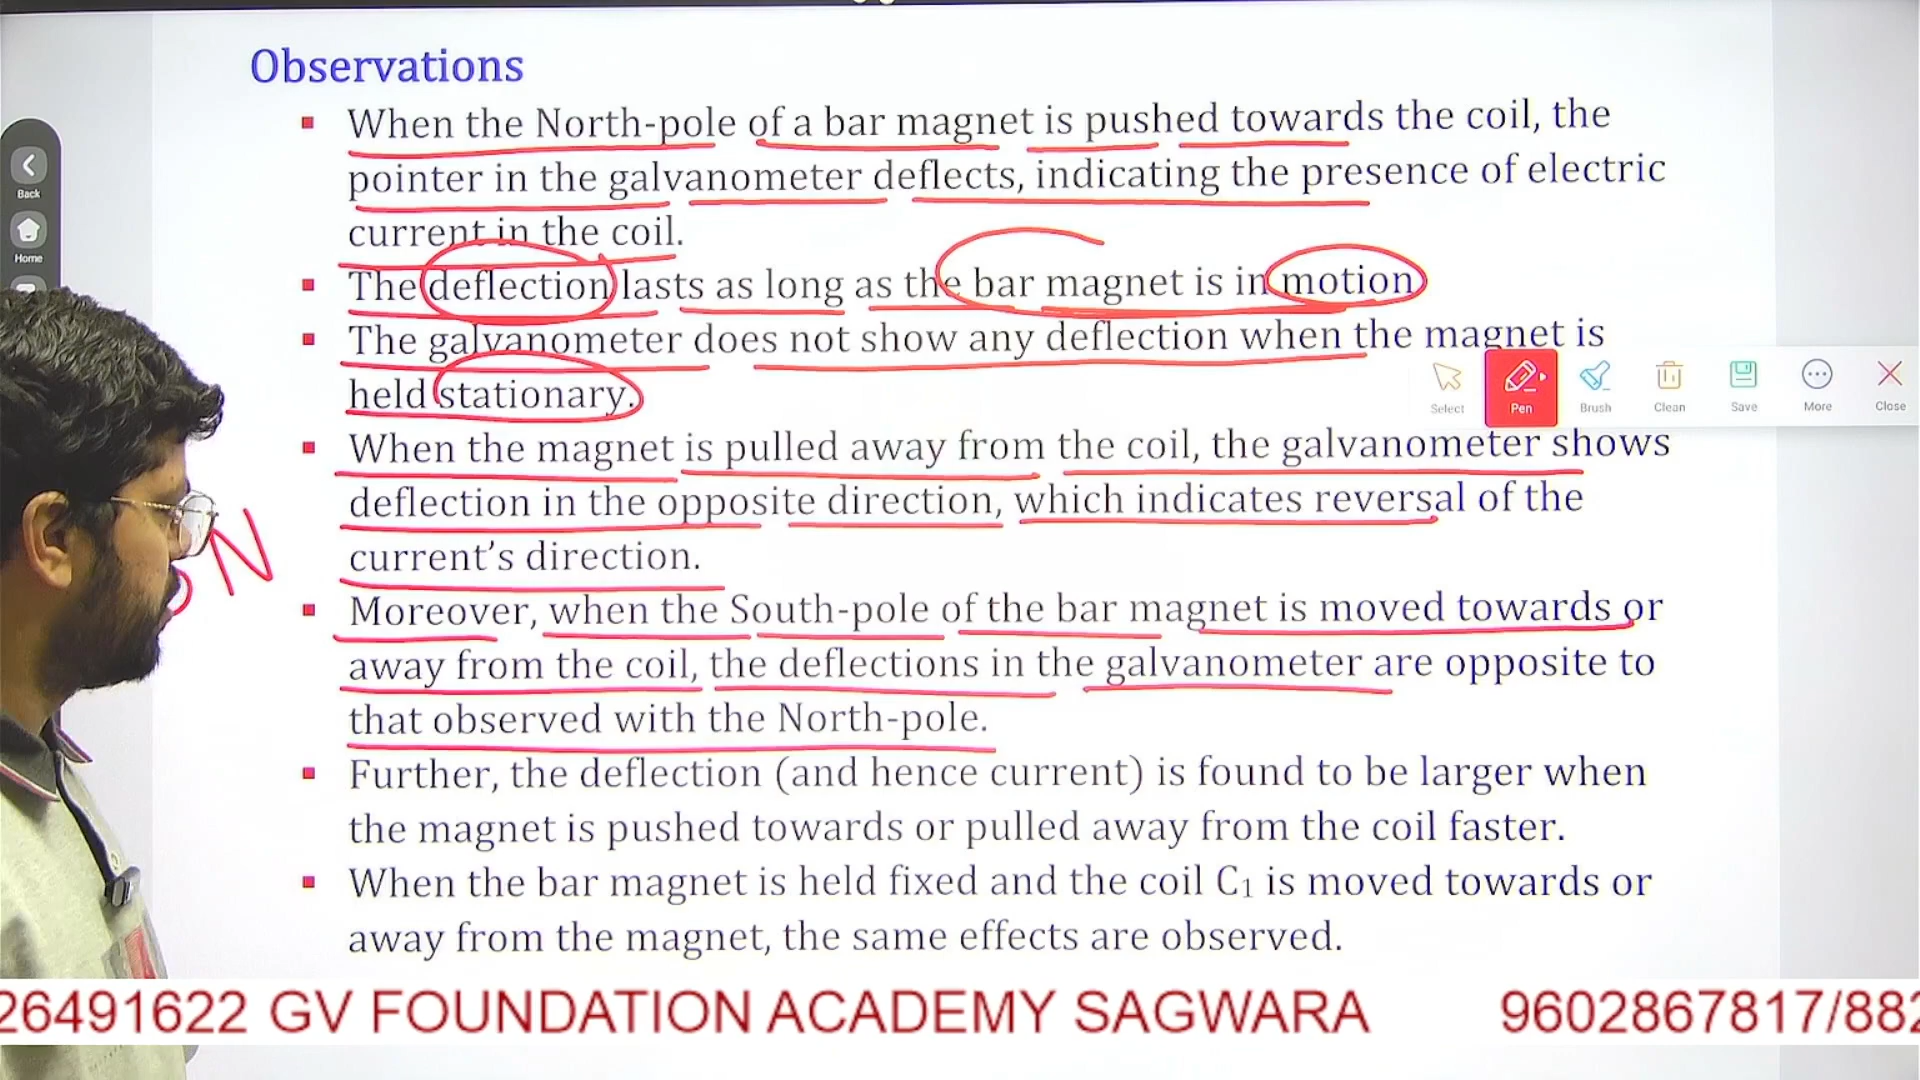 Observations
When the North-pole of a bar magnet is pushed towards the coil, the
pointer in the galvanometer deflects, indicating the presence of electric
current in the coil.
The deflection lasts as long as the bar magnet is in motion
The galvanometer does not show any deflection when the magnet is
held stationary.
When the magnet is pulled away from the coil, the galvanometer shows
deflection in the opposite direction, which indicates reversal of the
current's direction.
Moreover, when the South-pole of the bar magnet is moved towards or
away from the coil, the deflections in the galvanometer are opposite to
that observed with the North-pole.
Further, the deflection (and hence current) is found to be larger when
the magnet is pushed towards or pulled away from the coil faster.
When the bar magnet is held fixed and the coil C₁ is moved towards or
away from the magnet, the same effects are observed.
Back
Home
Select Pen Brush Clean Save More Close
N
26491622 GV FOUNDATION ACADEMY SAGWARA 9602867817/882